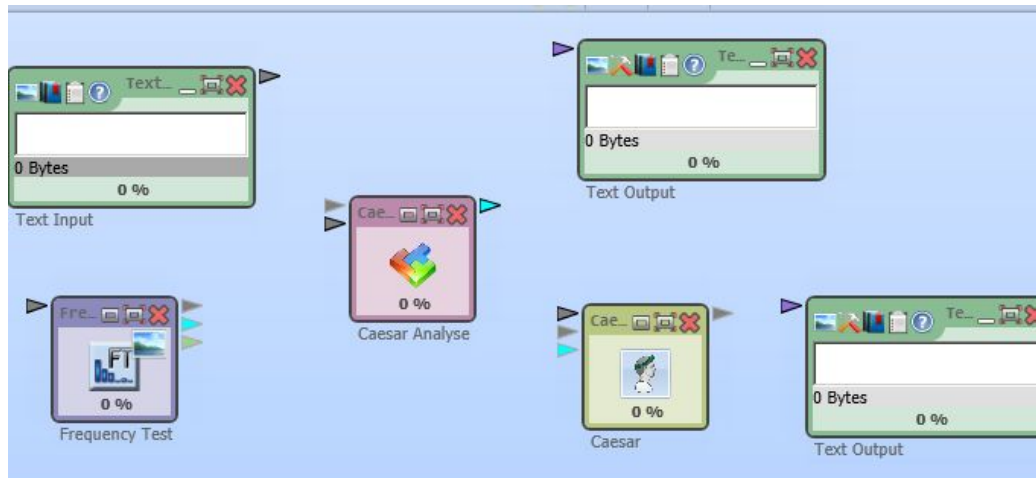 Text...
0 Bytes
0 %
Text Input
Te...
0 Bytes
0 %
Text Output
Cae...
0 %
Caesar Analyse
Fre...
FT
0 %
Frequency Test
Cae...
0 %
Caesar
Te...
0 Bytes
0 %
Text Output